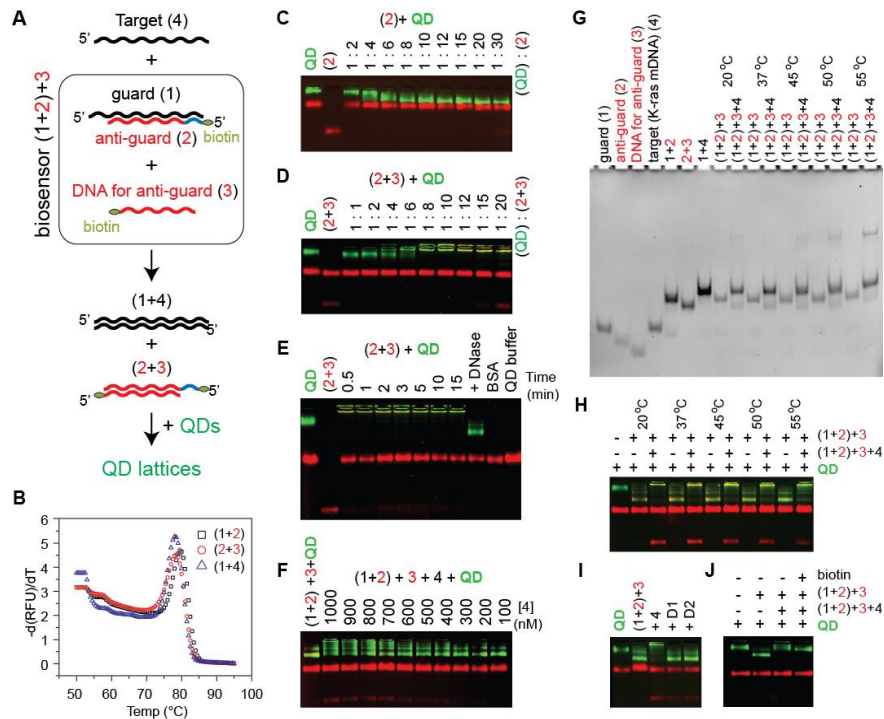 A
Target (4)
5'
+
biosensor (1+2)+3
guard (1)
5'
anti-guard (2)
5'
biotin
+
DNA for anti-guard (3)
biotin
(1+4)
5'
5'
+
(2+3)
5'
5'
+ QDs
QD lattices
B
-d(RFU)/dT
6
5
4
3
2
1
0
(1+2)
(2+3)
(1+4)
50 60 70 80 90 100
Temp (°C)
C
(2)+ QD
QD
(2)
1 : 2
1 : 4
1 : 6
1 : 8
1 : 10
1 : 12
1 : 15
1 : 20
1 : 30
(QD) : (2)
D
(2+3) + QD
QD
(2+3)
1 : 1
1 : 2
1 : 4
1 : 6
1 : 8
1 : 10
1 : 12
1 : 15
1 : 20
(QD) : (2+3)
E
(2+3) + QD
QD
(2+3)
0.5
1
2
3
5
10
15
+ DNase
BSA
QD buffer
Time
(min)
F
(1+2)+3+QD
(1+2) + 3 + 4 + QD
1000
900
800
700
600
500
400
300
200
100
[4]
(nM)
G
guard (1)
anti-guard (2)
DNA for anti-guard (3)
target (K-ras mDNA) (4)
1+2
2+3
1+4
20 °C
37 °C
45 °C
50 °C
55 °C
(1+2)+3
(1+2)+3+4
(1+2)+3
(1+2)+3+4
(1+2)+3
(1+2)+3+4
(1+2)+3
(1+2)+3+4
(1+2)+3
(1+2)+3+4
H
20°C
37°C
45°C
50°C
55°C
- + - + - + - + - + - (1+2)+3
- - + - + - + - + - + (1+2)+3+4
+ + + + + + + + + + + QD
I
QD
(1+2)+3
+ 4
+ D1
+ D2
J
- - - + biotin
- + + + (1+2)+3
- - + + (1+2)+3+4
+ + + + QD